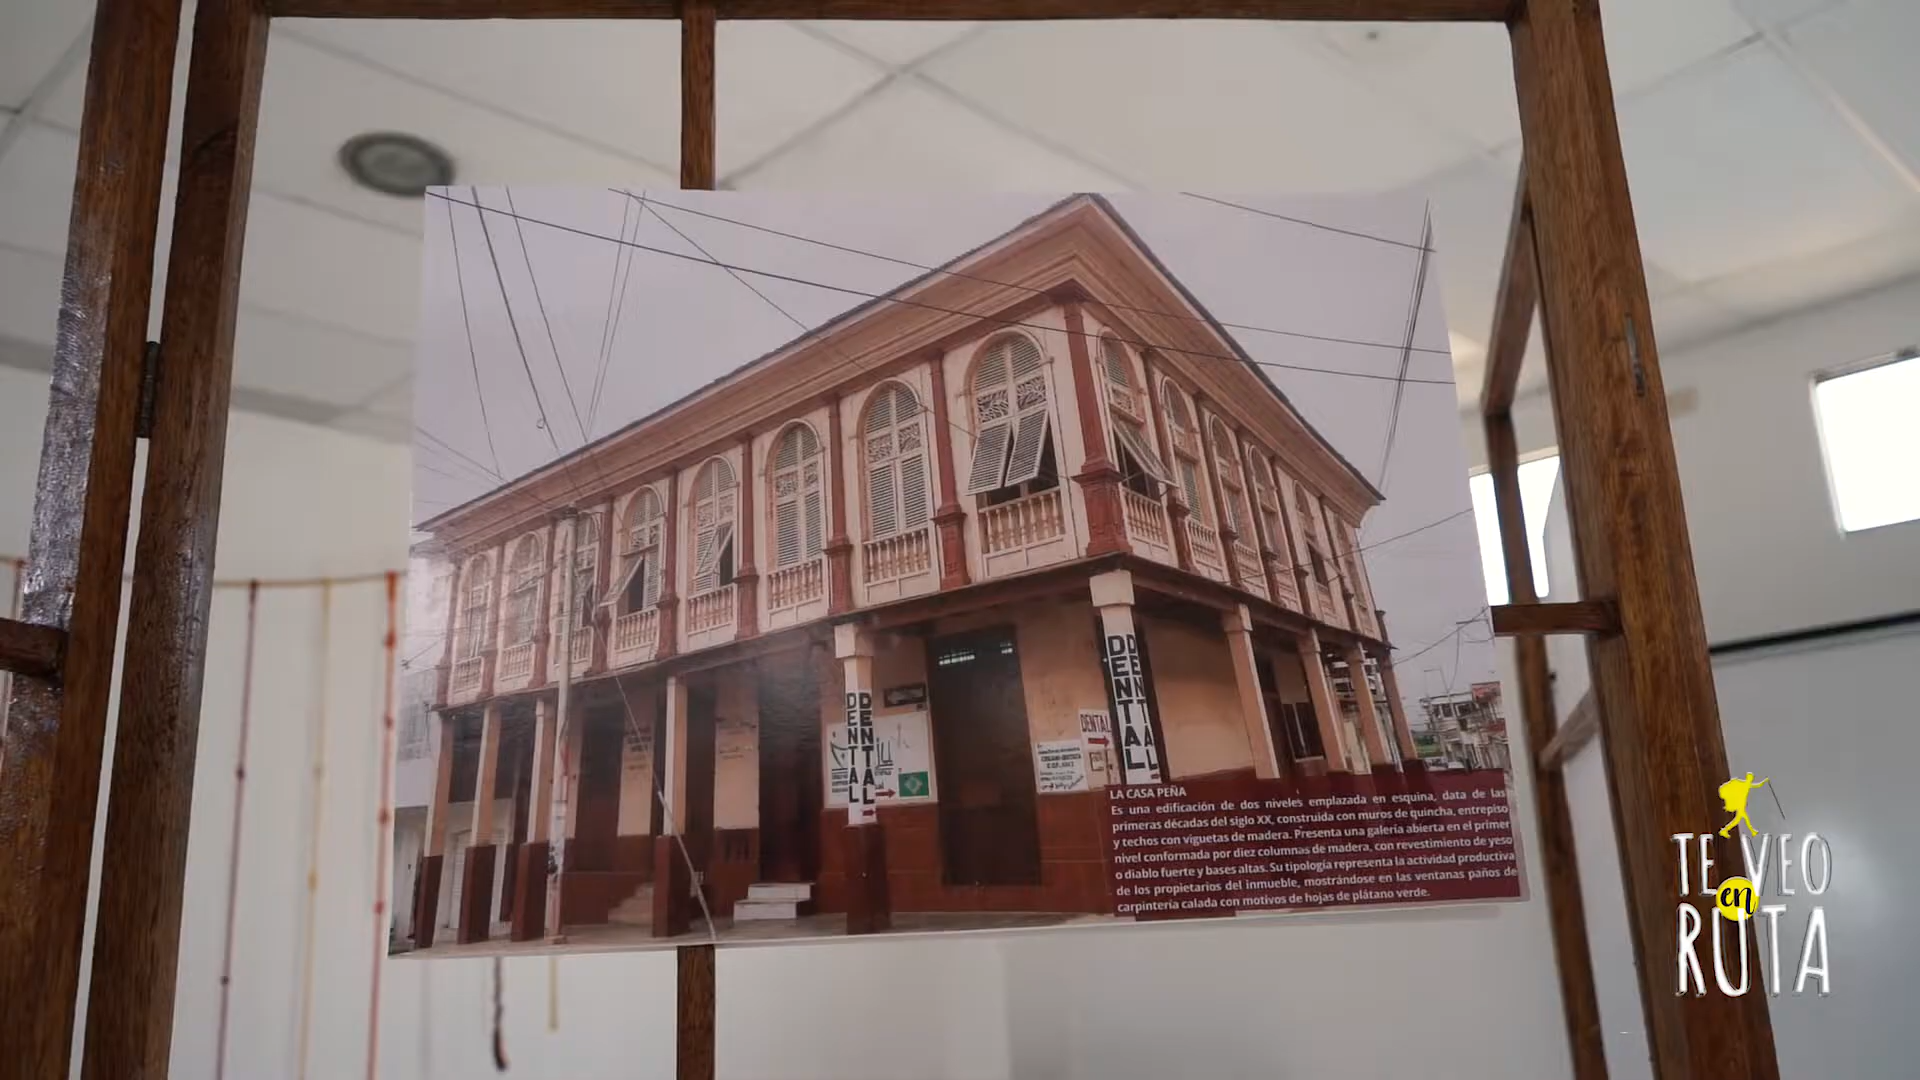 DENTAL
DENTAL
DENTAL
DENTAL
DENTAL
LA CASA PEÑA
Es una edificación de dos niveles emplazada en esquina, data de las
primeras décadas del siglo XX, construida con muros de quincha, entrepiso
y techos con viguetas de madera. Presenta una galería abierta en el primer
nivel conformada por diez columnas de madera, con revestimiento de yeso
o diablo fuerte y bases altas. Su tipología representa la actividad productiva
de los propietarios del inmueble, mostrándose en las ventanas paños de
carpintería calada con motivos de hojas de plátano verde.
TE VEO
en
RUTA